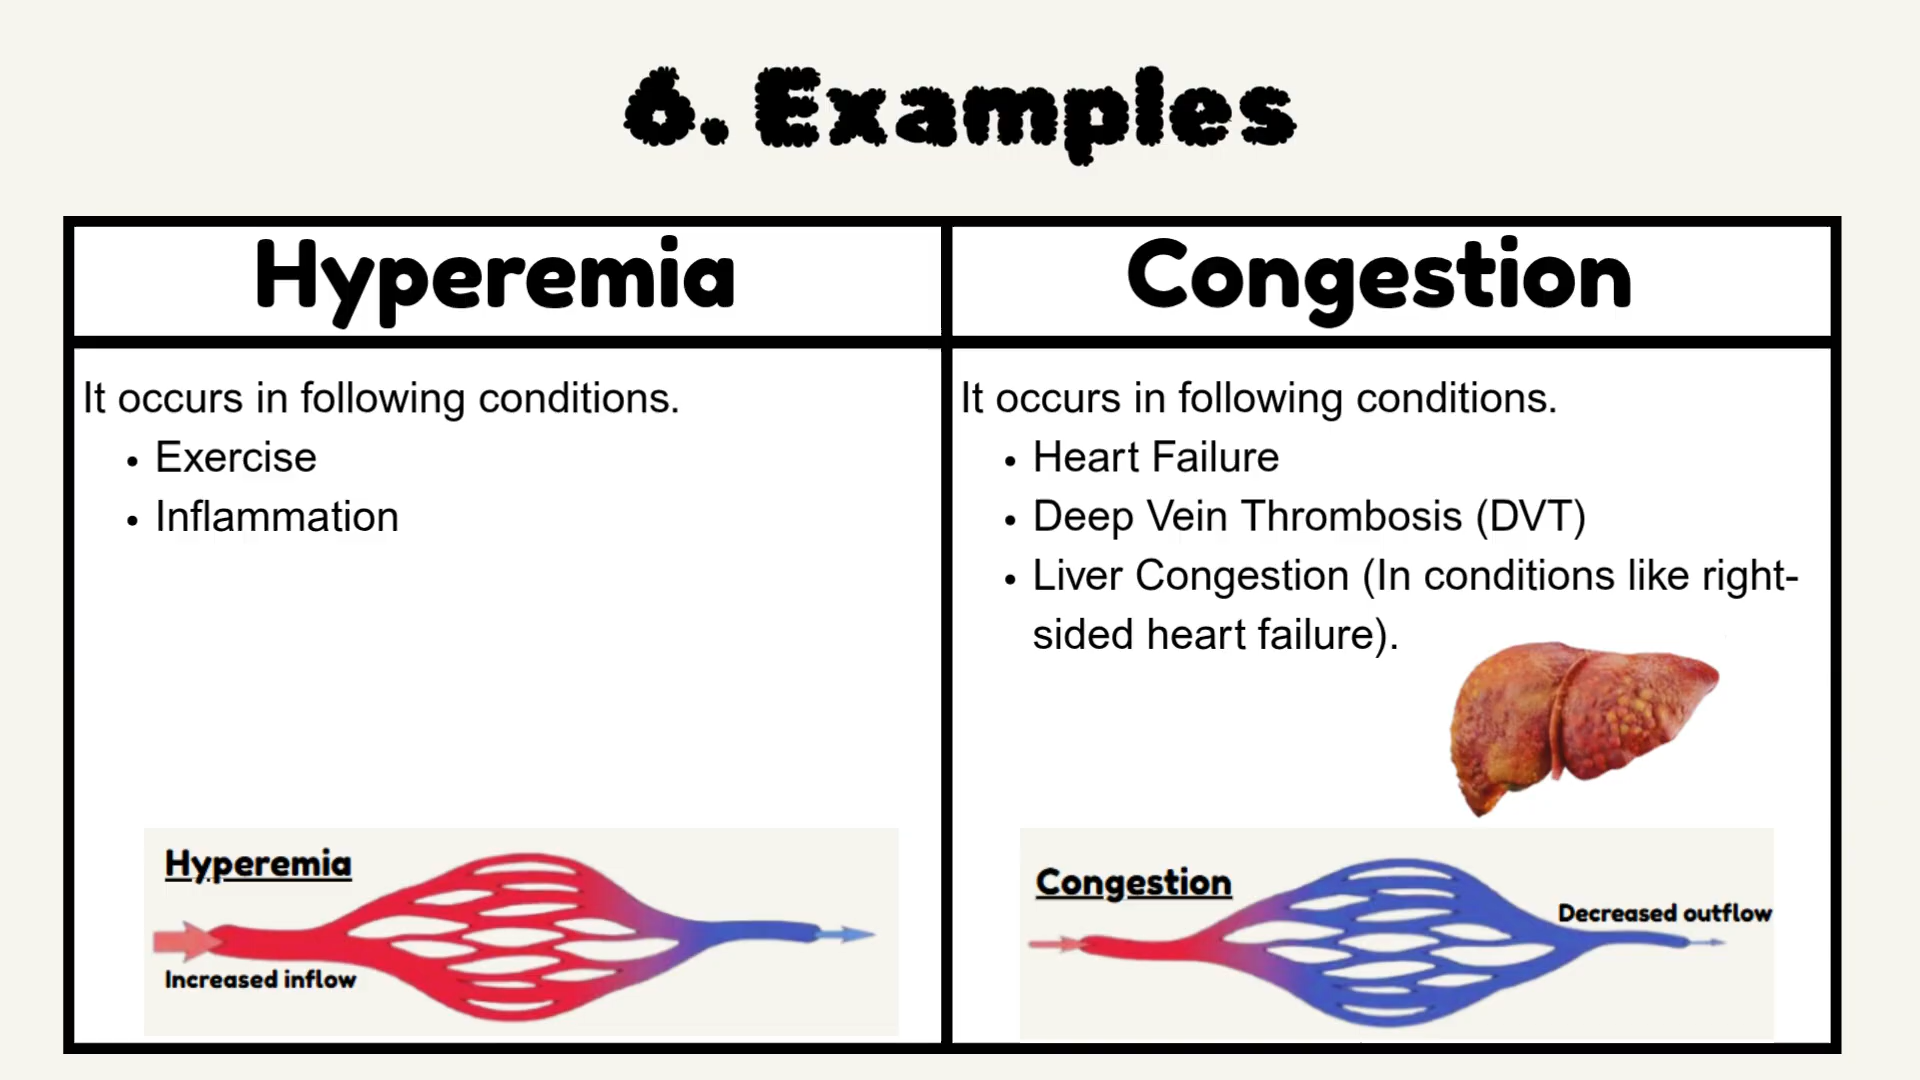 6. Examples
Hyperemia
Congestion
It occurs in following conditions.
• Exercise
• Inflammation
It occurs in following conditions.
• Heart Failure
• Deep Vein Thrombosis (DVT)
• Liver Congestion (In conditions like right-
sided heart failure).
Hyperemia
Increased inflow
Congestion
Decreased outflow